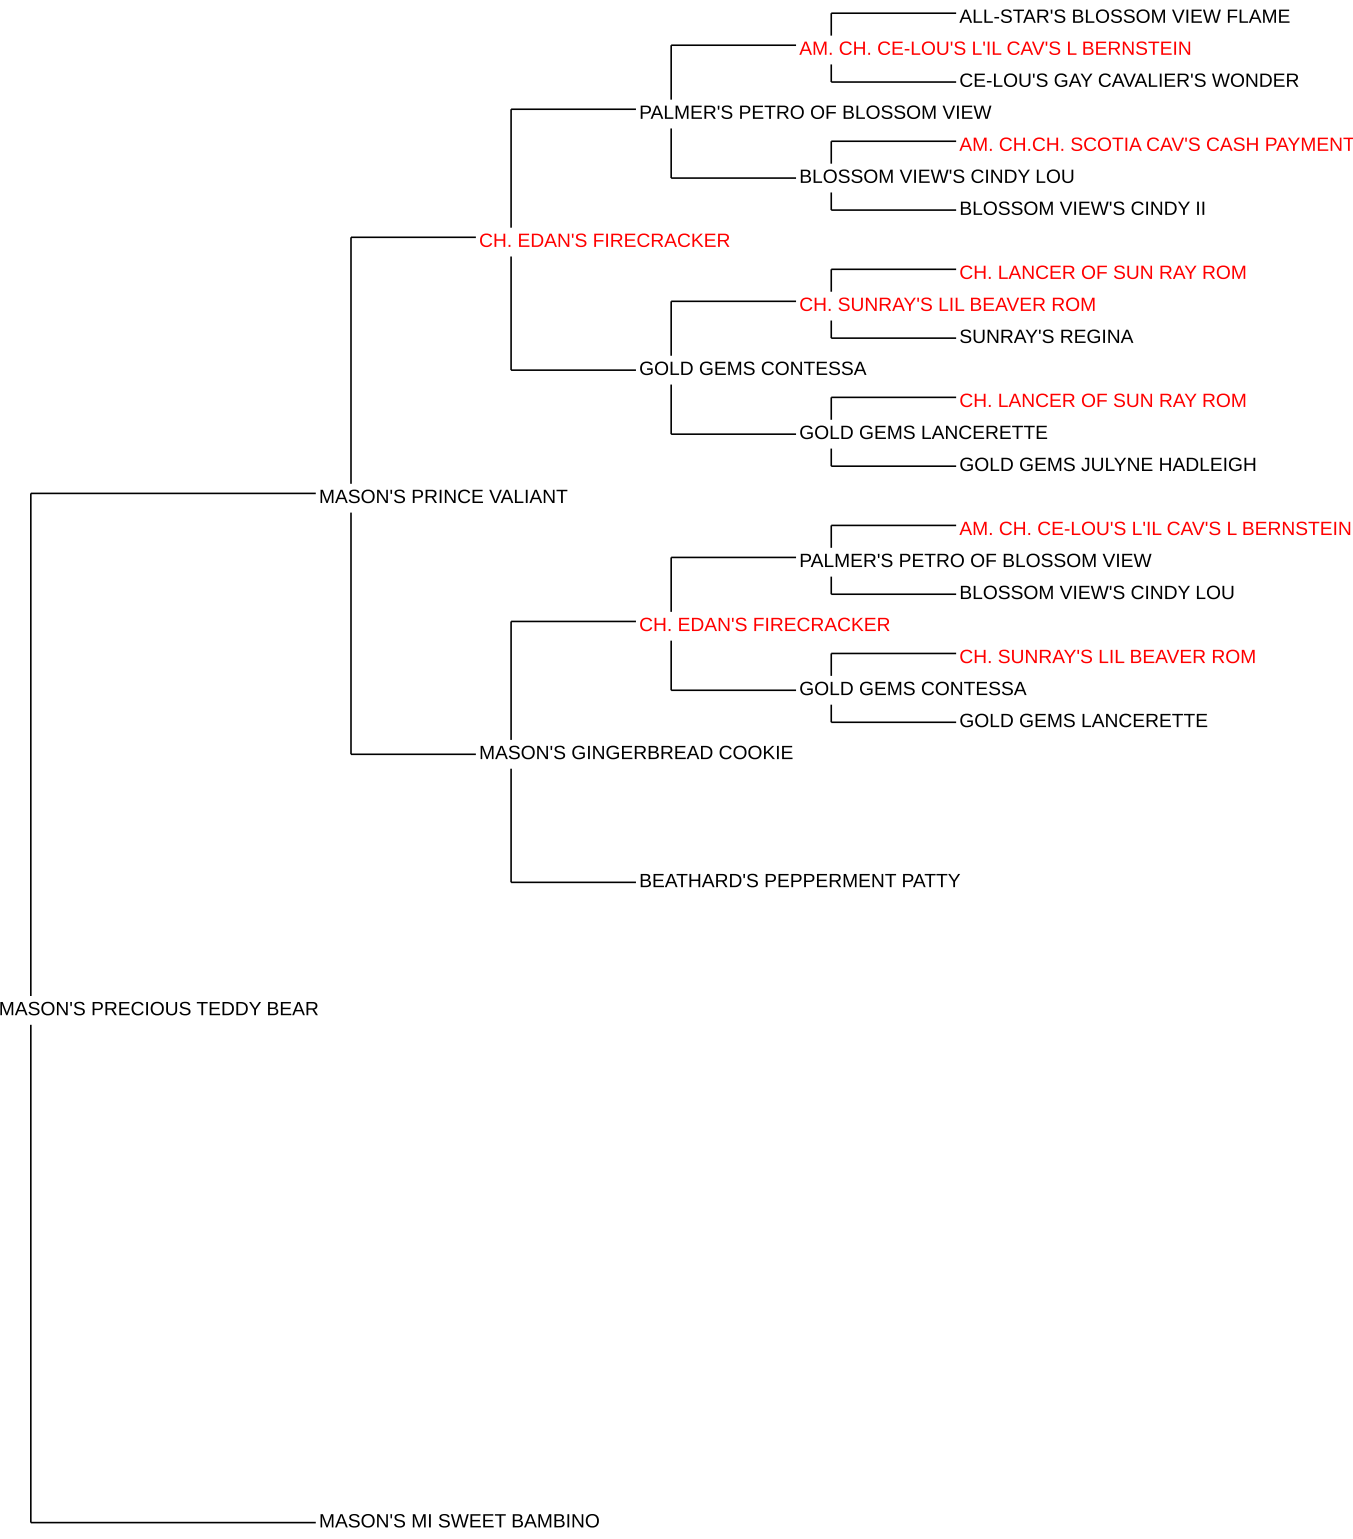 ALL-STAR'S BLOSSOM VIEW FLAME
AM. CH. CE-LOU'S L'IL CAV'S L BERNSTEIN
CE-LOU'S GAY CAVALIER'S WONDER
PALMER'S PETRO OF BLOSSOM VIEW
AM. CH.CH. SCOTIA CAV'S CASH PAYMENT
BLOSSOM VIEW'S CINDY LOU
BLOSSOM VIEW'S CINDY II
CH. EDAN'S FIRECRACKER
CH. LANCER OF SUN RAY ROM
CH. SUNRAY'S LIL BEAVER ROM
SUNRAY'S REGINA
GOLD GEMS CONTESSA
CH. LANCER OF SUN RAY ROM
GOLD GEMS LANCERETTE
GOLD GEMS JULYNE HADLEIGH
MASON'S PRINCE VALIANT
AM. CH. CE-LOU'S L'IL CAV'S L BERNSTEIN
PALMER'S PETRO OF BLOSSOM VIEW
BLOSSOM VIEW'S CINDY LOU
CH. EDAN'S FIRECRACKER
CH. SUNRAY'S LIL BEAVER ROM
GOLD GEMS CONTESSA
GOLD GEMS LANCERETTE
MASON'S GINGERBREAD COOKIE
BEATHARD'S PEPPERMENT PATTY
MASON'S PRECIOUS TEDDY BEAR
MASON'S MI SWEET BAMBINO